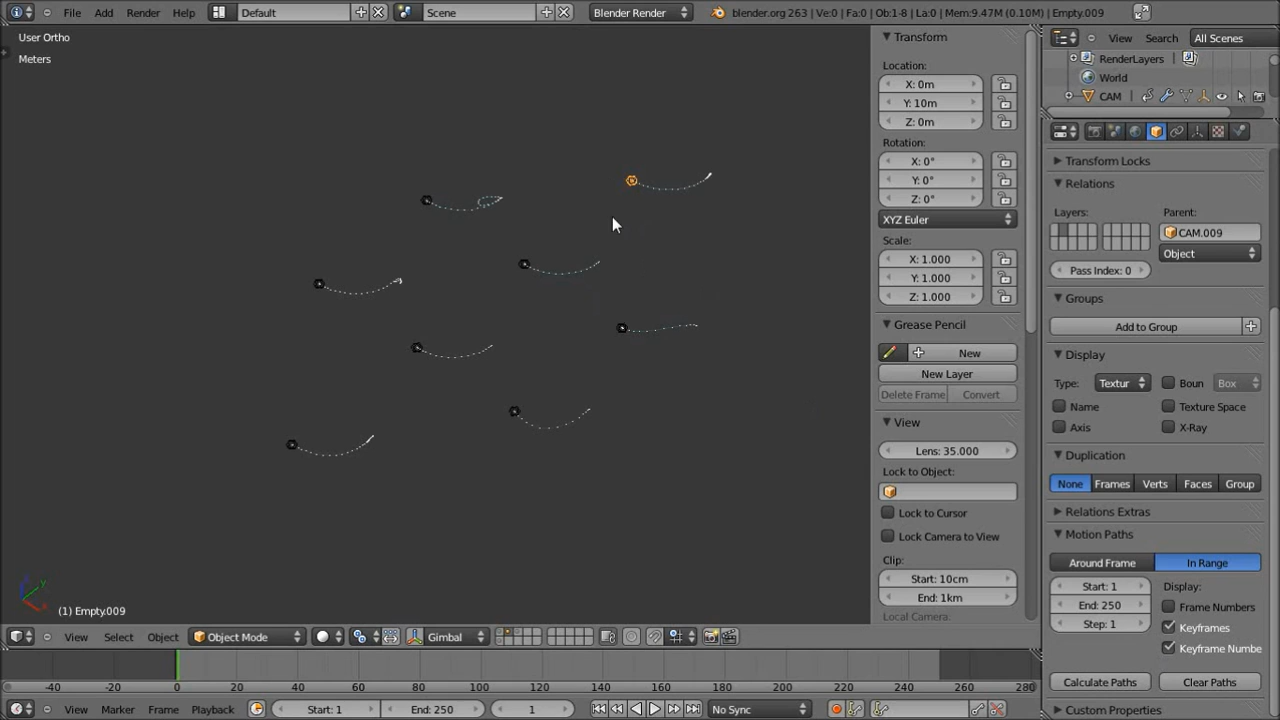 File Add Render Help Default Scene Blender Render blender.org 263 | Ve:0 | Fa:0 | Ob:1-8 | La:0 | Mem:9.47M (0.10M) | Empty.009
User Ortho
Meters
(1) Empty.009
View Select Object Object Mode Gimbal
-40 -20 0 20 40 60 80 100 120 140 160 180 200 220 240 260 280
View Marker Frame Playback Start: 1 End: 250 1 No Sync
Transform
Location:
X: 0m
Y: 10m
Z: 0m
Rotation:
X: 0°
Y: 0°
Z: 0°
XYZ Euler
Scale:
X: 1.000
Y: 1.000
Z: 1.000
Grease Pencil
New
New Layer
Delete Frame Convert
View
Lens: 35.000
Lock to Object:
Lock to Cursor
Lock Camera to View
Clip:
Start: 10cm
End: 1km
Local Camera:
View Search All Scenes
RenderLayers
World
CAM
Transform Locks
Relations
Layers: Parent:
CAM.009
Object
Pass Index: 0
Groups
Add to Group
Display
Type: Textur Boun Box
Name Texture Space
Axis X-Ray
Duplication
None Frames Verts Faces Group
Relations Extras
Motion Paths
Around Frame In Range
Start: 1 Display:
End: 250 Frame Numbers
Step: 1 Keyframes
Keyframe Numbe
Calculate Paths Clear Paths
Custom Properties